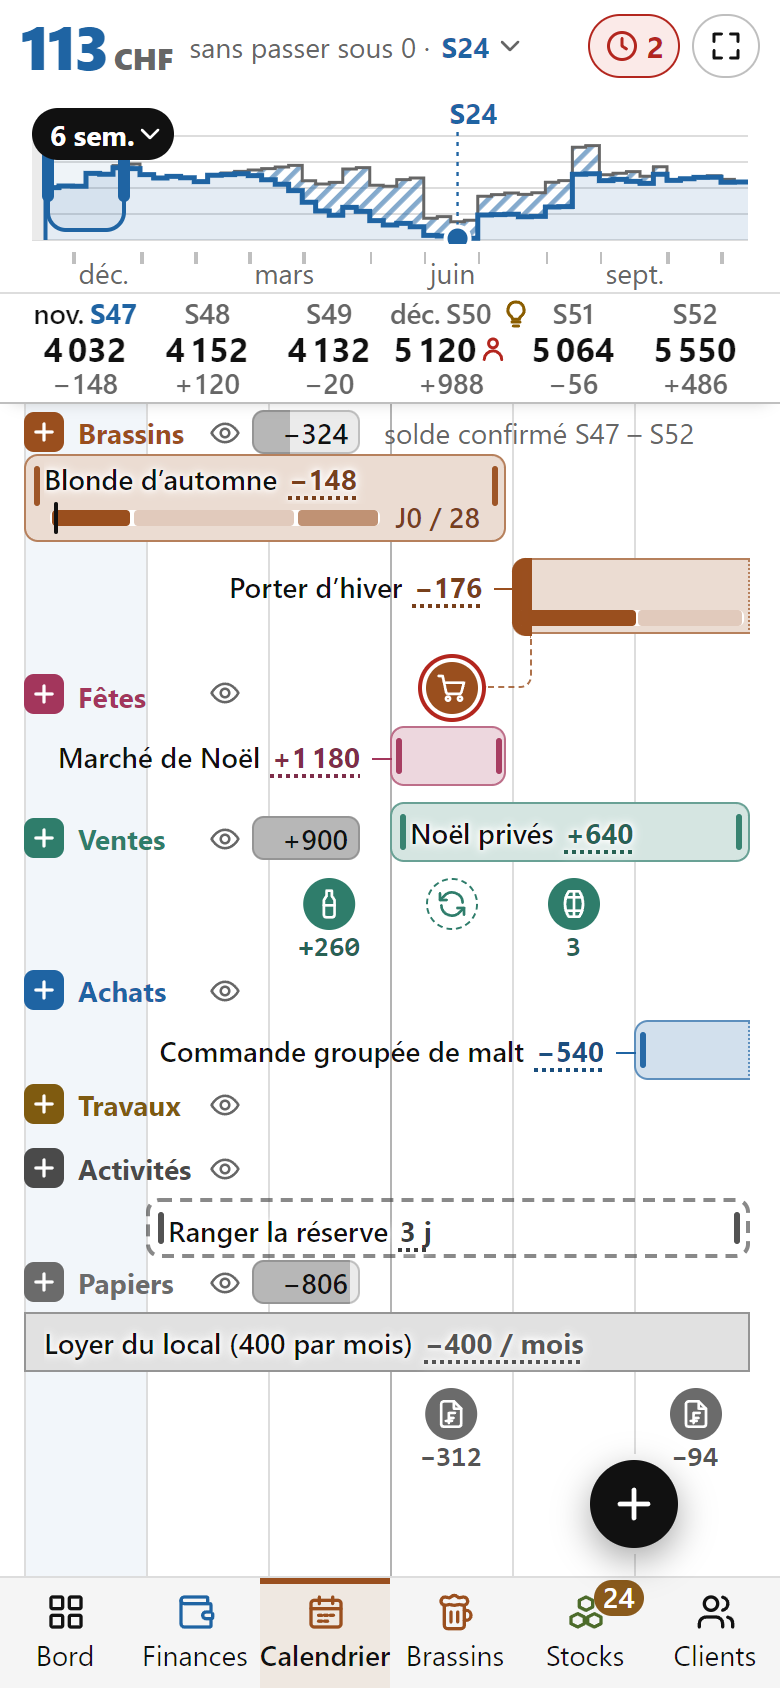 113 CHF sans passer sous 0 · S24
2
S24
6 sem.
déc. mars juin sept.
nov. S47 S48 S49 déc. S50 S51 S52
4 032 4 152 4 132 5 120 5 064 5 550
−148 +120 −20 +988 −56 +486
Brassins −324 solde confirmé S47 – S52
Blonde d’automne −148
J0 / 28
Porter d’hiver −176
Fêtes
Marché de Noël +1 180
Ventes +900 Noël privés +640
+260 3
Achats
Commande groupée de malt −540
Travaux
Activités
Ranger la réserve 3 j
Papiers −806
Loyer du local (400 par mois) −400 / mois
−312 −94
24
Bord Finances Calendrier Brassins Stocks Clients